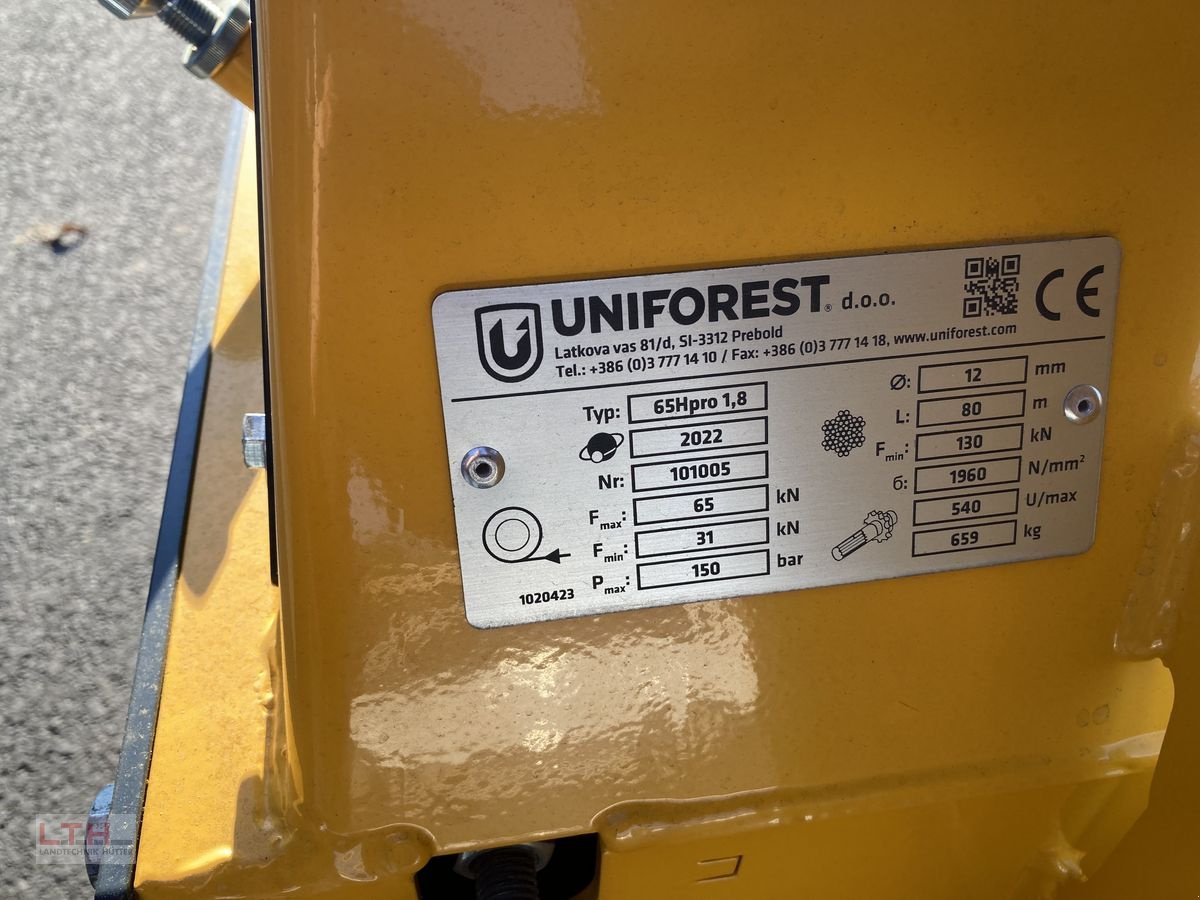 UNIFOREST® d.o.o.
Latkova vas 81/d, SI-3312 Prebold
Tel.: +386 (0)3 777 14 10 / Fax: +386 (0)3 777 14 18, www.uniforest.com
CE
Typ: 65Hpro 1,8
2022
Nr: 101005
Fmax: 65 kN
Fmin: 31 kN
Pmax: 150 bar
1020423
Ø: 12 mm
L: 80 m
Fmin: 130 kN
б: 1960 N/mm²
540 U/max
659 kg
LTH
LANDTECHNIK HÜTTER